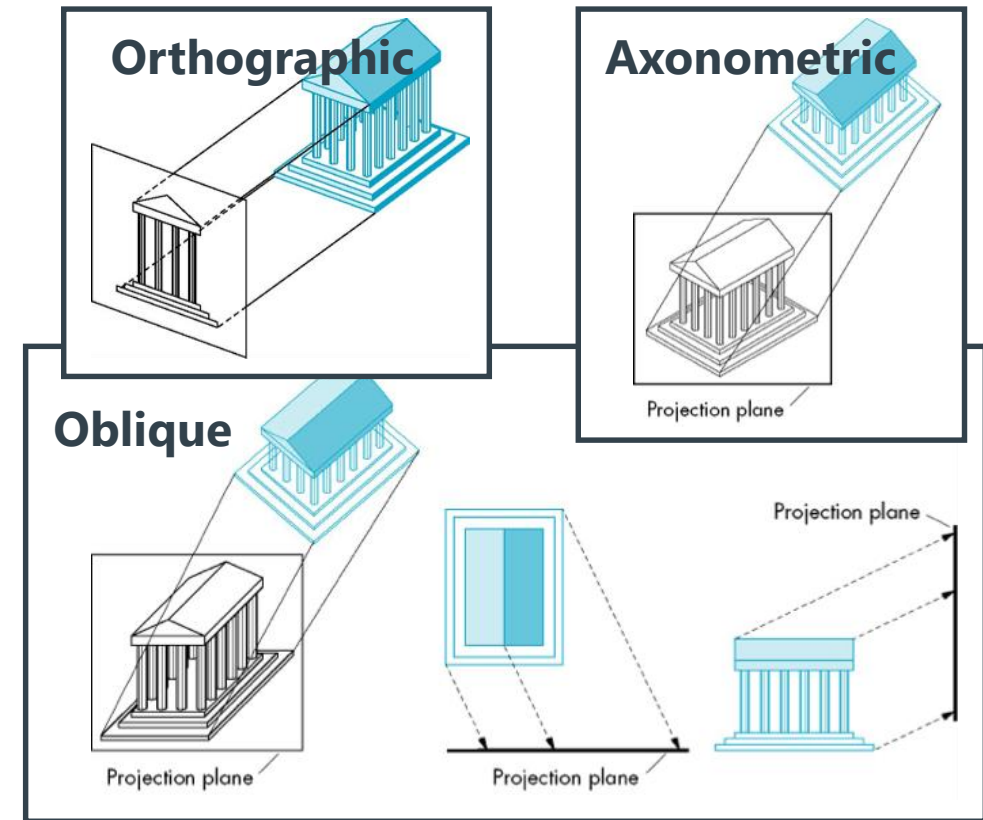 Orthographic
Axonometric
Projection plane
Oblique
Projection plane
Projection plane
Projection plane